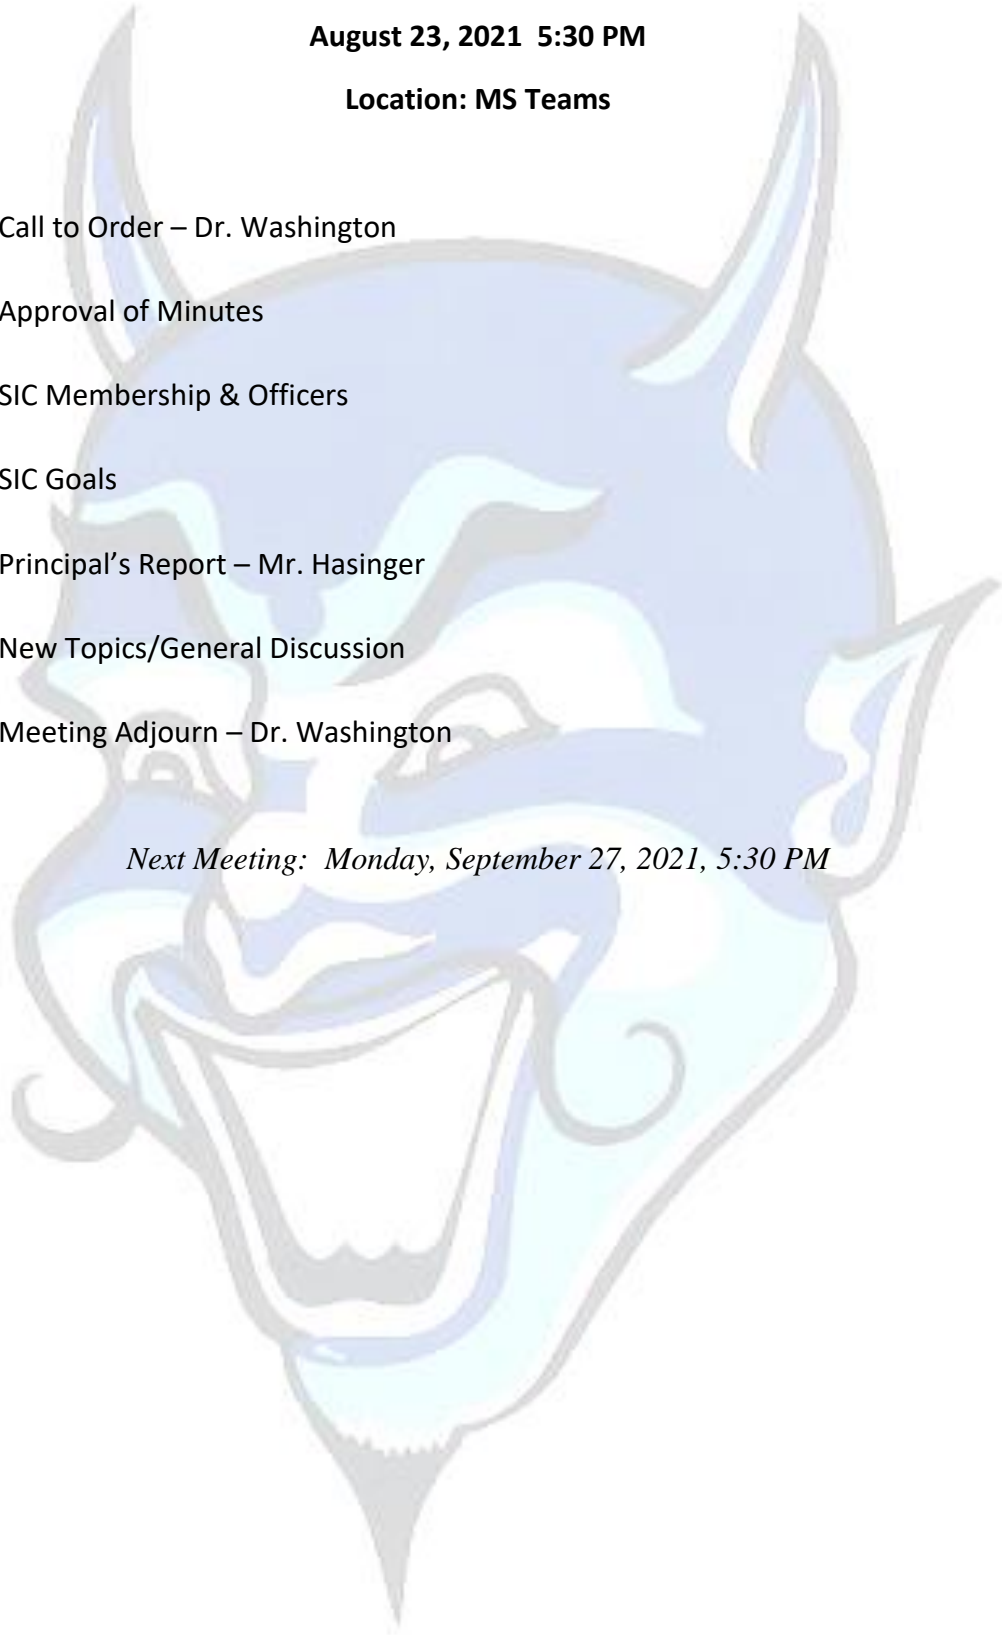 August 23, 2021  5:30 PM
Location: MS Teams
Call to Order – Dr. Washington
Approval of Minutes
SIC Membership & Officers
SIC Goals
Principal’s Report – Mr. Hasinger
New Topics/General Discussion
Meeting Adjourn – Dr. Washington
Next Meeting:  Monday, September 27, 2021, 5:30 PM